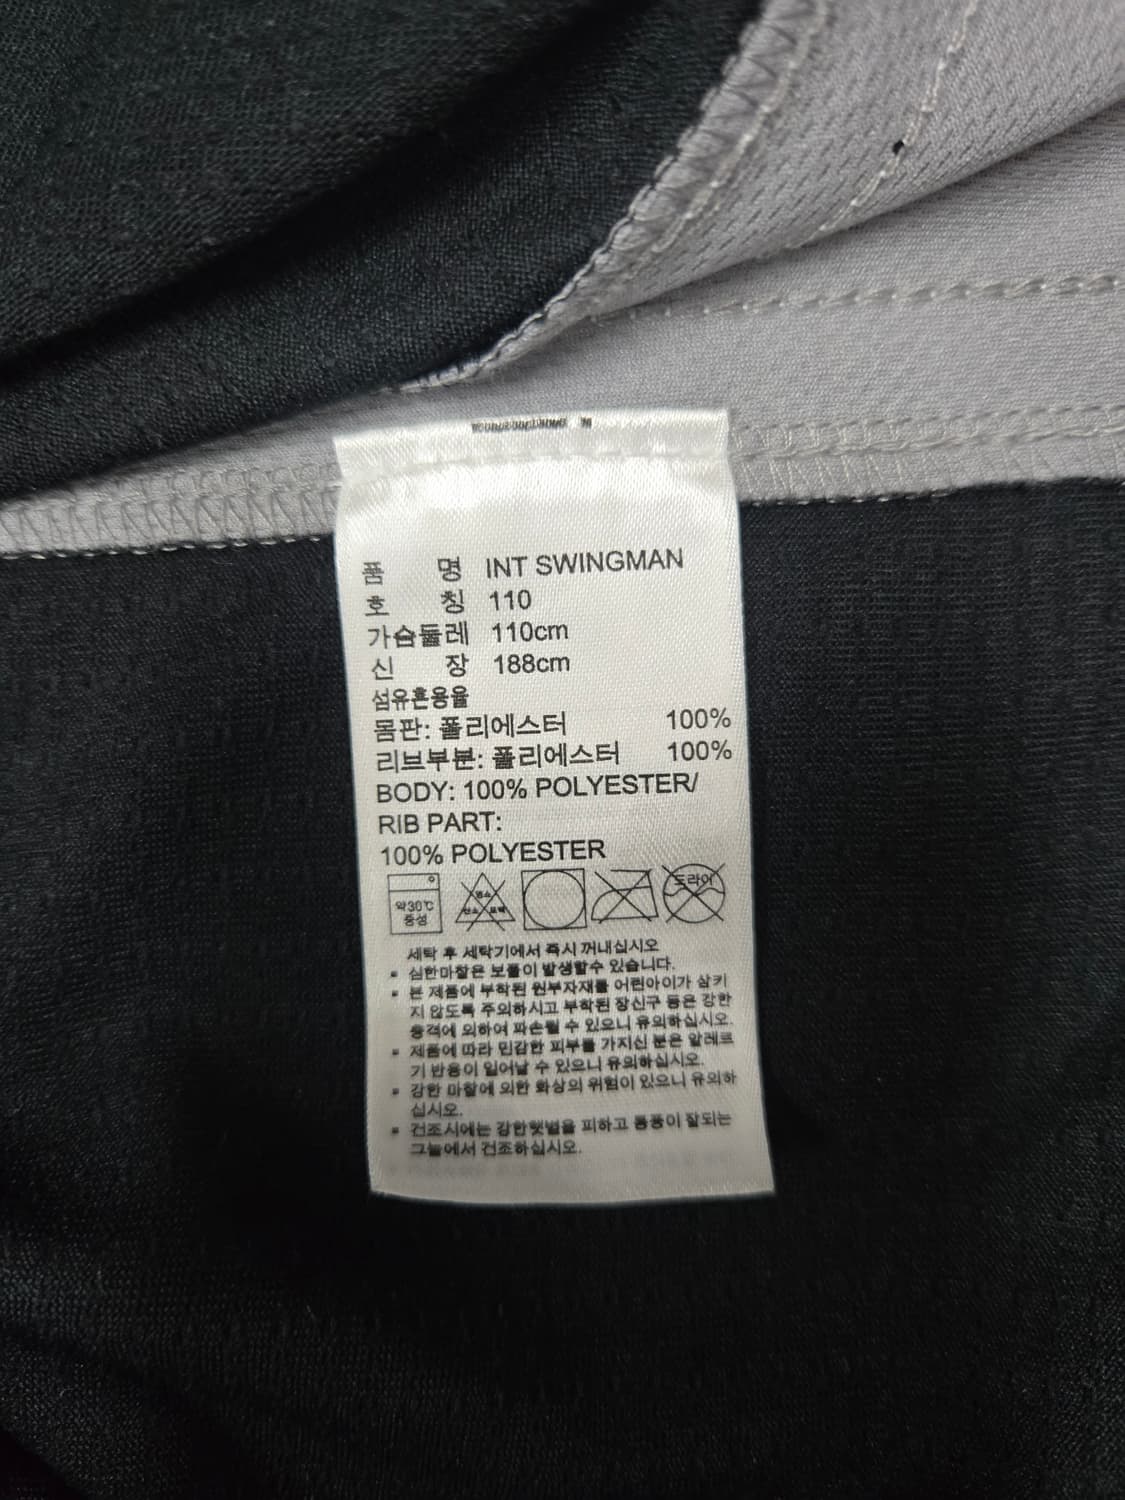 품 명 INT SWINGMAN
호 칭 110
가슴둘레 110cm
신 장 188cm
섬유혼용율
몸판: 폴리에스터 100%
리브부분: 폴리에스터 100%
BODY: 100% POLYESTER/
RIB PART:
100% POLYESTER
약30℃
중성
염소
산소 표백
드라이
세탁 후 세탁기에서 즉시 꺼내십시오
심한마찰은 보풀이 발생할수 있습니다.
본 제품에 부착된 원부자재를 어린아이가 삼키
지 않도록 주의하시고 부착된 장신구 등은 강한
충격에 의하여 파손될 수 있으니 유의하십시오.
제품에 따라 민감한 피부를 가지신 분은 알레르
기 반응이 일어날 수 있으니 유의하십시오.
강한 마찰에 의한 화상의 위험이 있으니 유의하
십시오.
건조시에는 강한햇볕을 피하고 통풍이 잘되는
그늘에서 건조하십시오.